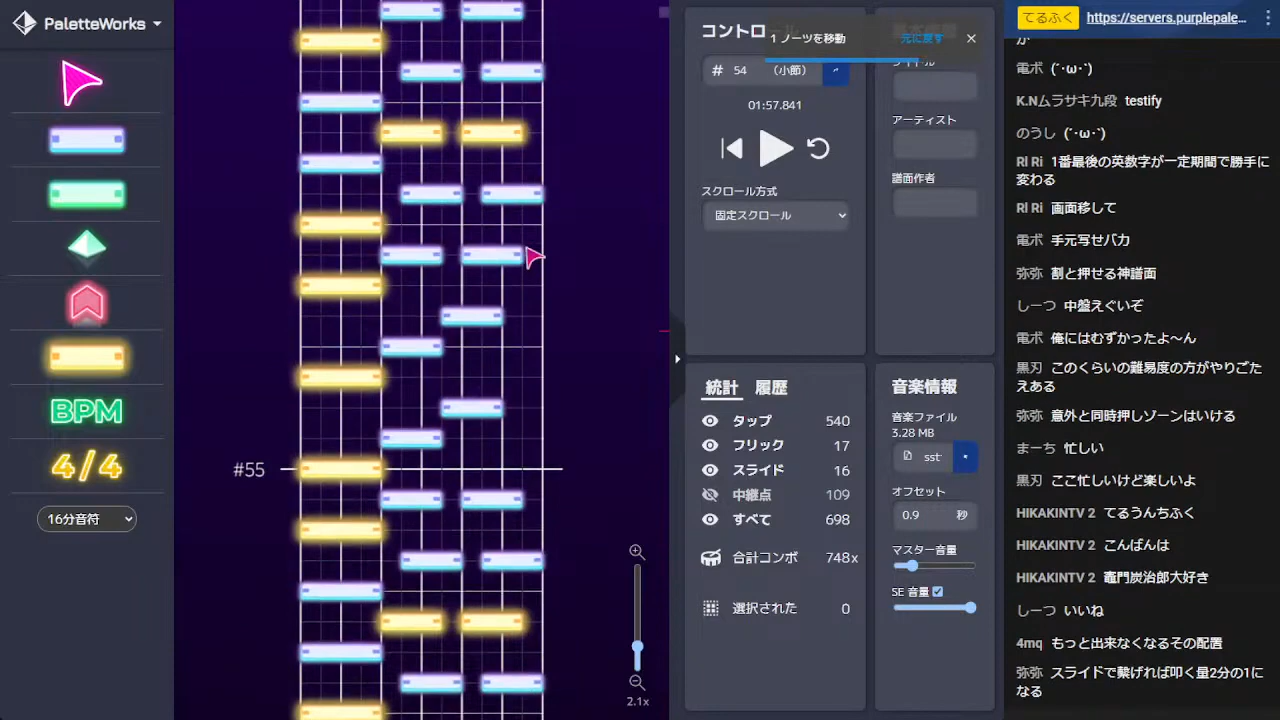 PaletteWorks
BPM
4/4
16分音符
#55
2.1x
コントロ
1 ノーツを移動
元に戻す
# 54 (小節)
01:57.841
スクロール方式
固定スクロール
統計 履歴
タップ 540
フリック 17
スライド 16
中継点 109
すべて 698
合計コンボ 748x
選択された 0
アーティスト
譜面作者
音楽情報
音楽ファイル
3.28 MB
sst
オフセット
0.9 秒
マスター音量
SE 音量
てるふく https://servers.purplepale...
か
電ボ (´･ω･`)
K.Nムラサキ九段 testify
のうし (´･ω･`)
RI Ri 1番最後の英数字が一定期間で勝手に
変わる
RI Ri 画面移して
電ボ 手元写せバカ
弥弥 割と押せる神譜面
しーつ 中盤えぐいぞ
電ボ 俺にはむずかったよ〜ん
黒刃 このくらいの難易度の方がやりごた
えある
弥弥 意外と同時押しゾーンはいける
まーち 忙しい
黒刃 ここ忙しいけど楽しいよ
HIKAKINTV 2 てるうんちふく
HIKAKINTV 2 こんばんは
HIKAKINTV 2 竈門炭治郎大好き
しーつ いいね
4mq もっと出来なくなるその配置
弥弥 スライドで繋げれば叩く量2分の1に
なる